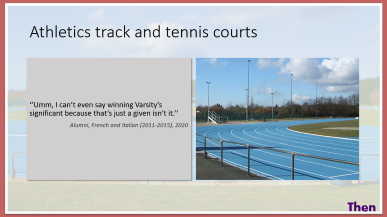 Athletics track and tennis courts
“Umm, I can’t even say winning Varsity’s
significant because that’s just a given isn’t it.”
Alumni, French and Italian (2011-2015), 2020
Then